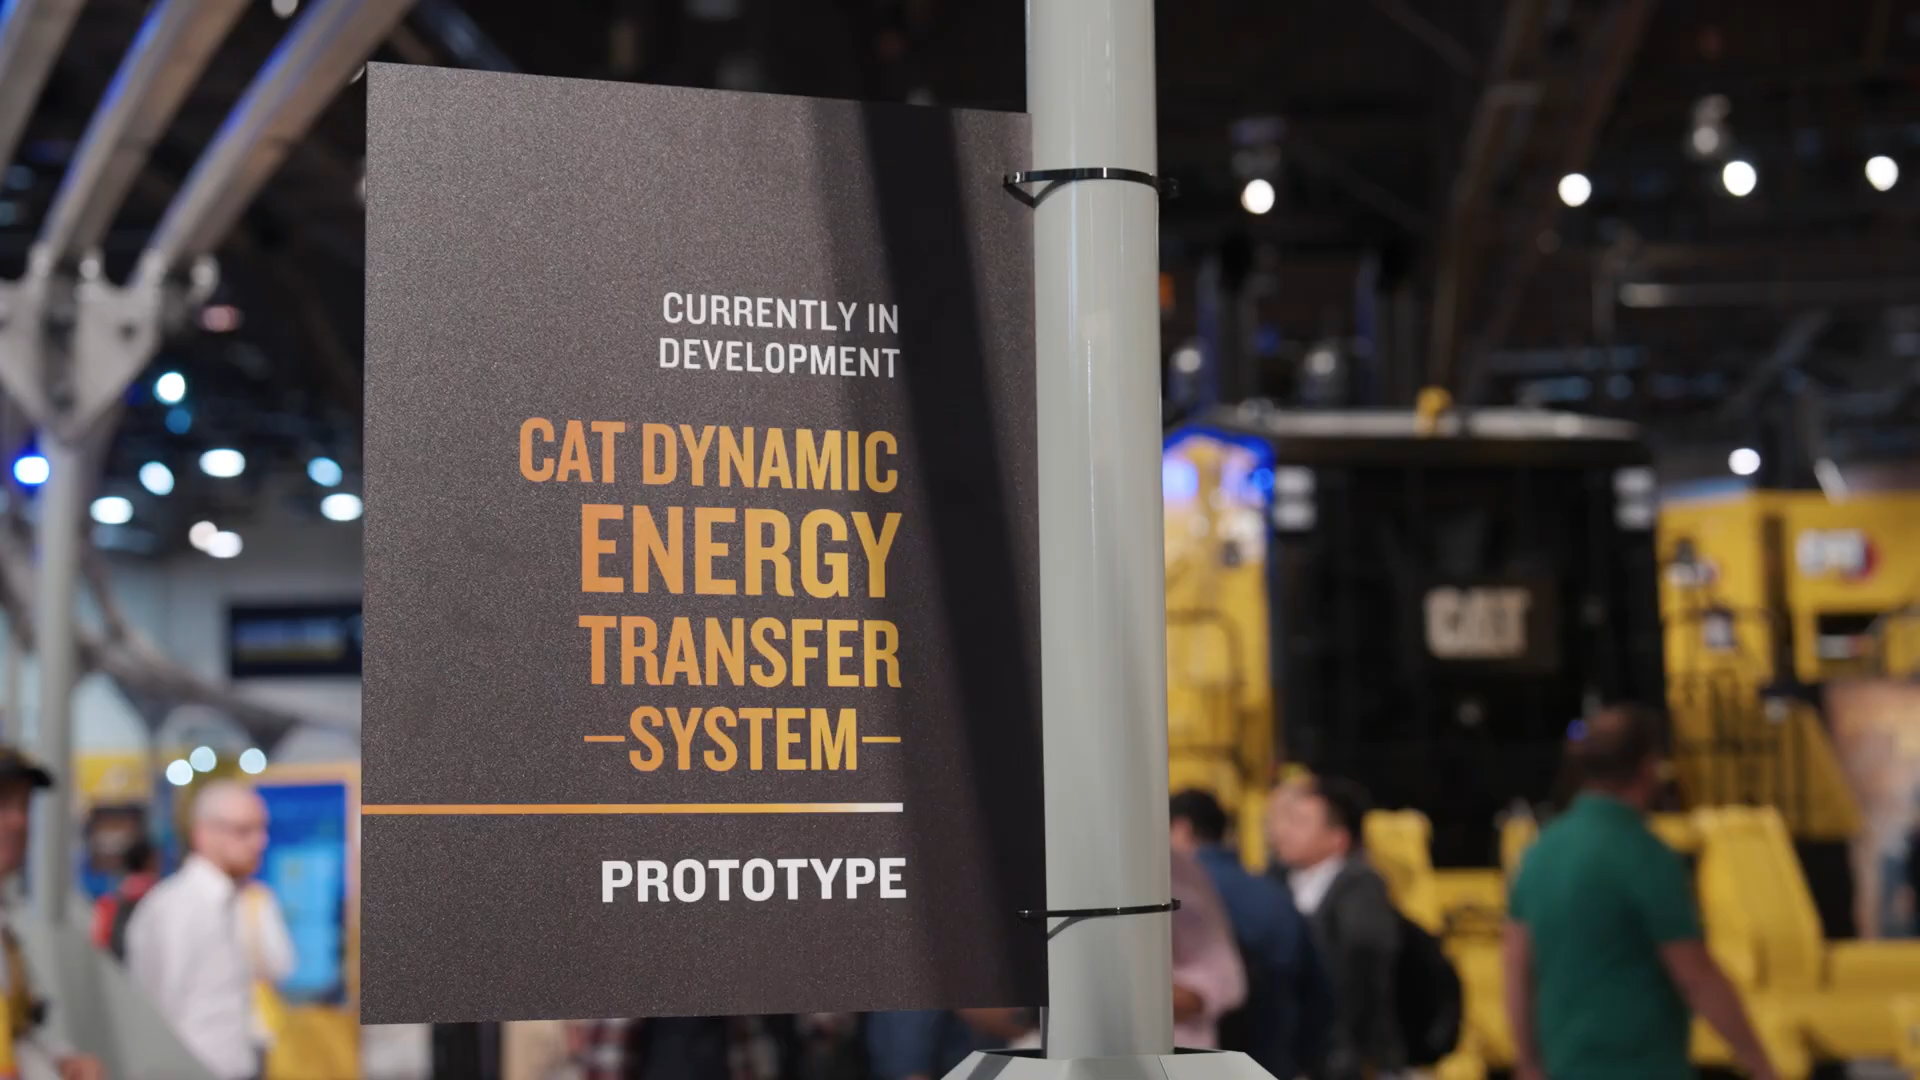 CURRENTLY IN
DEVELOPMENT
CAT DYNAMIC
ENERGY
TRANSFER
–SYSTEM–
PROTOTYPE
CAT